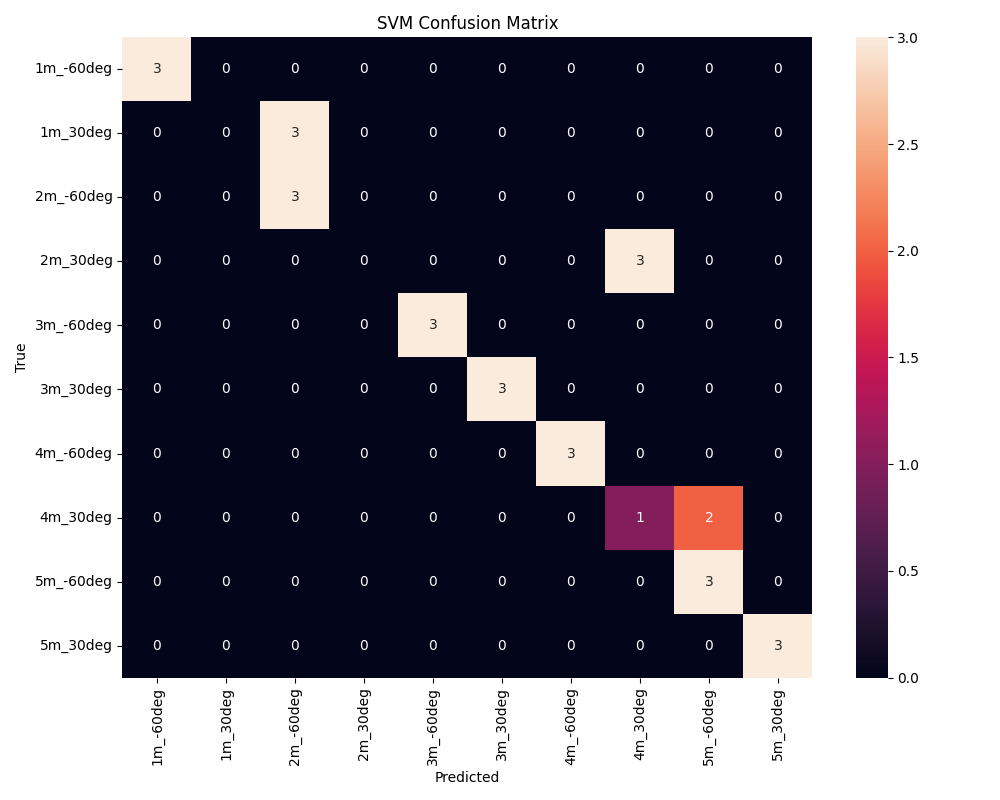 SVM Confusion Matrix
1m_-60deg 3 0 0 0 0 0 0 0 0 0
1m_30deg 0 0 3 0 0 0 0 0 0 0
2m_-60deg 0 0 3 0 0 0 0 0 0 0
2m_30deg 0 0 0 0 0 0 0 3 0 0
3m_-60deg 0 0 0 0 3 0 0 0 0 0
3m_30deg 0 0 0 0 0 3 0 0 0 0
4m_-60deg 0 0 0 0 0 0 3 0 0 0
4m_30deg 0 0 0 0 0 0 0 1 2 0
5m_-60deg 0 0 0 0 0 0 0 0 3 0
5m_30deg 0 0 0 0 0 0 0 0 0 3
True
1m_-60deg 1m_30deg 2m_-60deg 2m_30deg 3m_-60deg 3m_30deg 4m_-60deg 4m_30deg 5m_-60deg 5m_30deg
Predicted
3.0
2.5
2.0
1.5
1.0
0.5
0.0